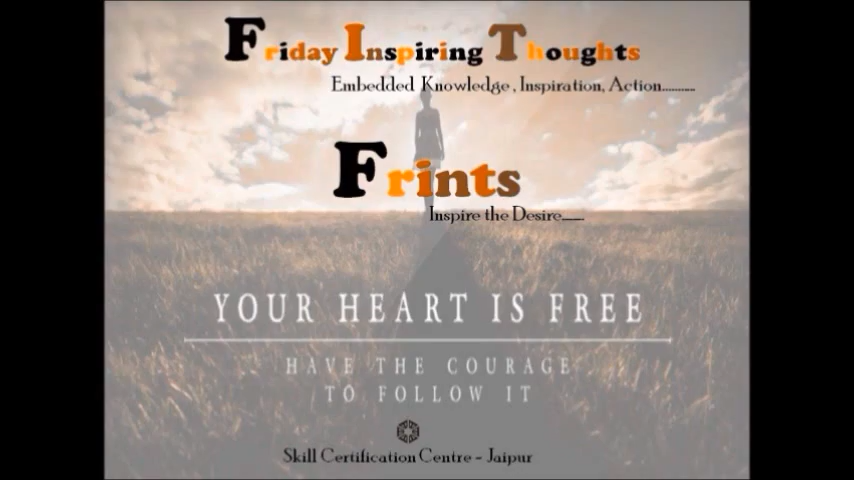 Friday Inspiring Thoughts
Embedded Knowledge, Inspiration, Action...........
Frints
Inspire the Desire.......
YOUR HEART IS FREE
HAVE THE COURAGE
TO FOLLOW IT
Skill Certification Centre - Jaipur